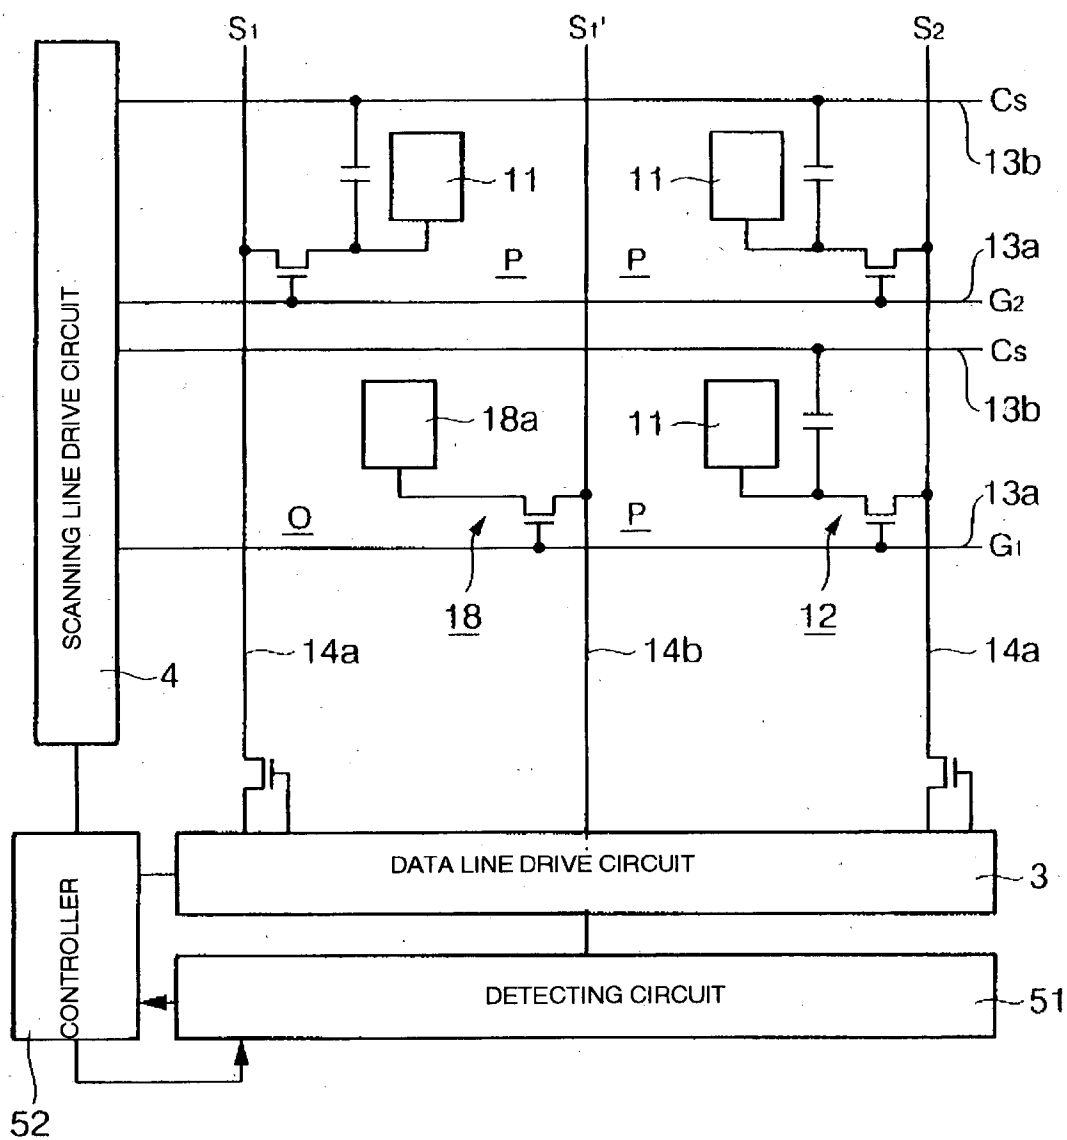 S1 S1' S2
Cs
13b
11 11
13a
P P
G2
Cs
13b
18a 11
13a
O P
G1
18 12
14a 14b 14a
SCANNING LINE DRIVE CIRCUIT
4
DATA LINE DRIVE CIRCUIT
3
CONTROLLER
DETECTING CIRCUIT
51
52